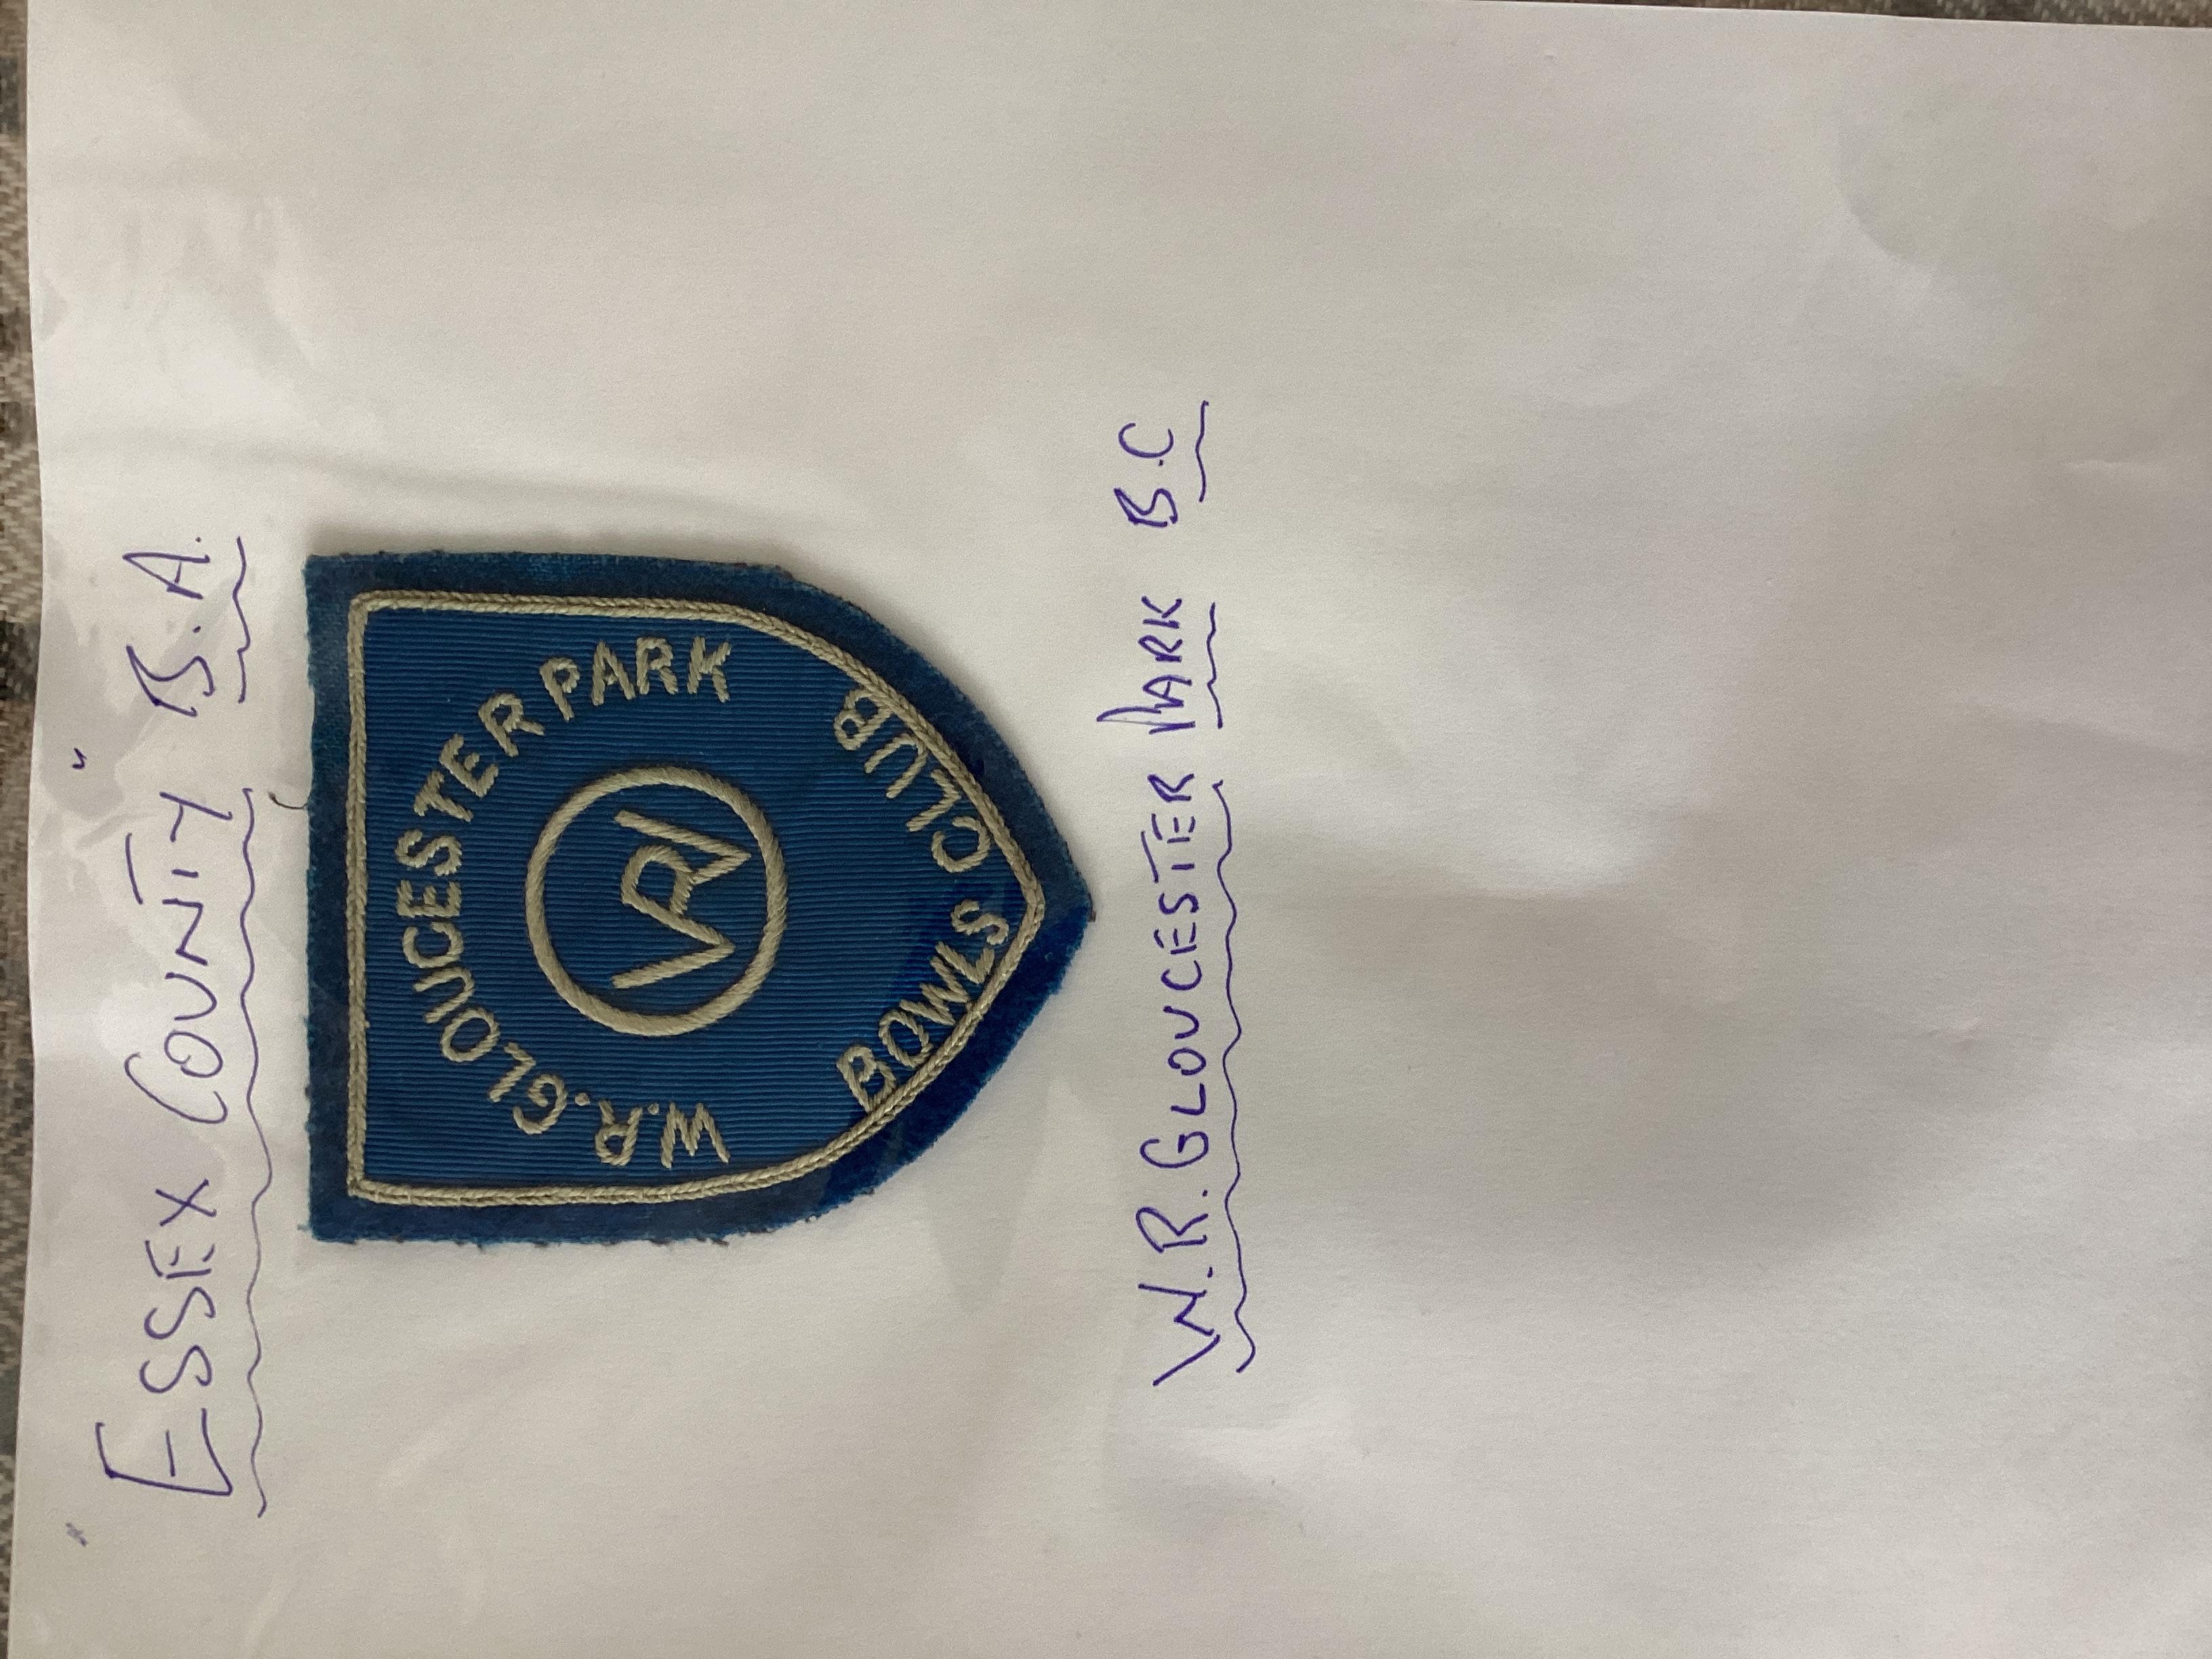 ESSEX COUNTY B.A.
W.R. GLOUCESTER PARK
WR
BOWLS CLUB
W.R. GLOUCESTER PARK B.C